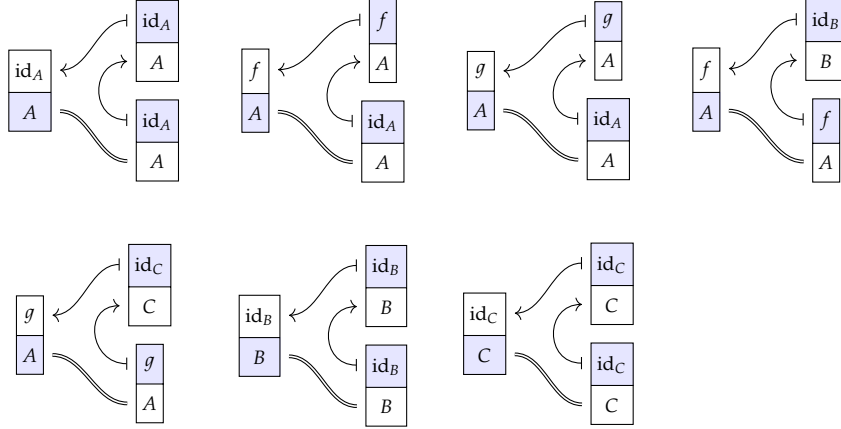 id_A A id_A A id_A A
f A f A id_A A
g A g A id_A A
f A id_B B f A
g A id_C C g A
id_B B id_B B id_B B
id_C C id_C C id_C C